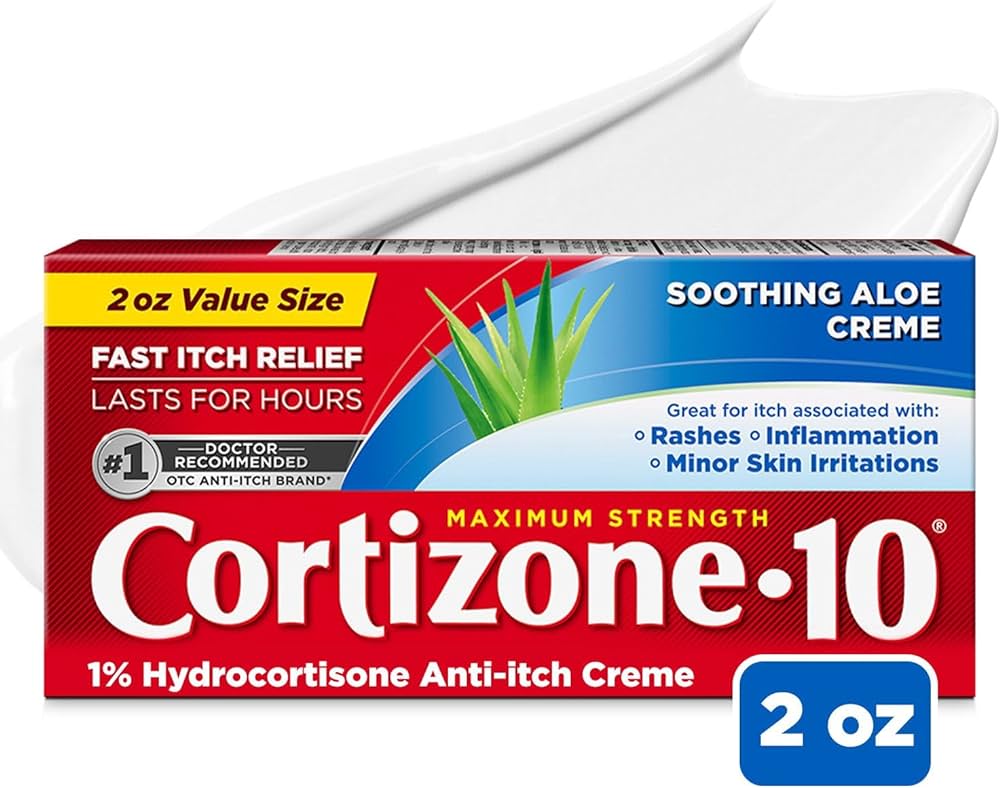 2 oz Value Size
FAST ITCH RELIEF
LASTS FOR HOURS
#1
DOCTOR
RECOMMENDED
OTC ANTI-ITCH BRAND*
SOOTHING ALOE
CREME
Great for itch associated with:
Rashes Inflammation
Minor Skin Irritations
MAXIMUM STRENGTH
Cortizone•10®
1% Hydrocortisone Anti-itch Creme
2 oz